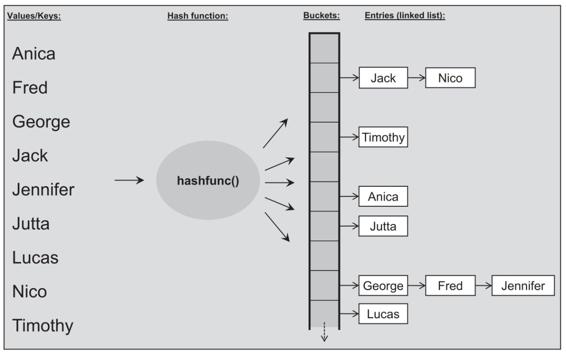 Values/Keys: Hash function: Buckets: Entries (linked list):
Anica
Fred
George
Jack
Jennifer
Jutta
Lucas
Nico
Timothy
hashfunc()
Jack Nico
Timothy
Anica
Jutta
George Fred Jennifer
Lucas